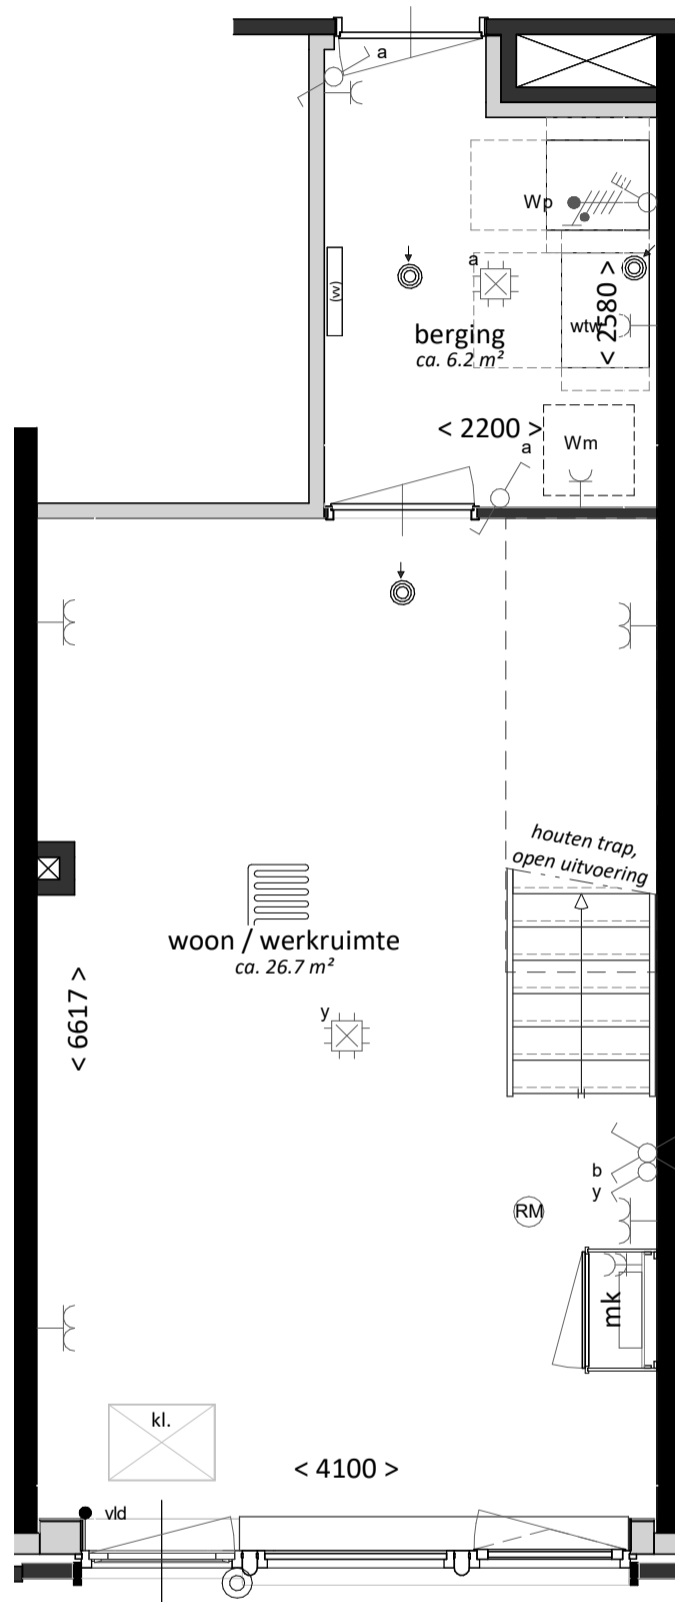 a
Wp
a
< 2580 >
(w)
wtw
berging
ca. 6.2 m²
< 2200 >
a
Wm
houten trap,
open uitvoering
woon / werkruimte
ca. 26.7 m²
< 6617 >
y
b
y
RM
mk
kl.
< 4100 >
vld